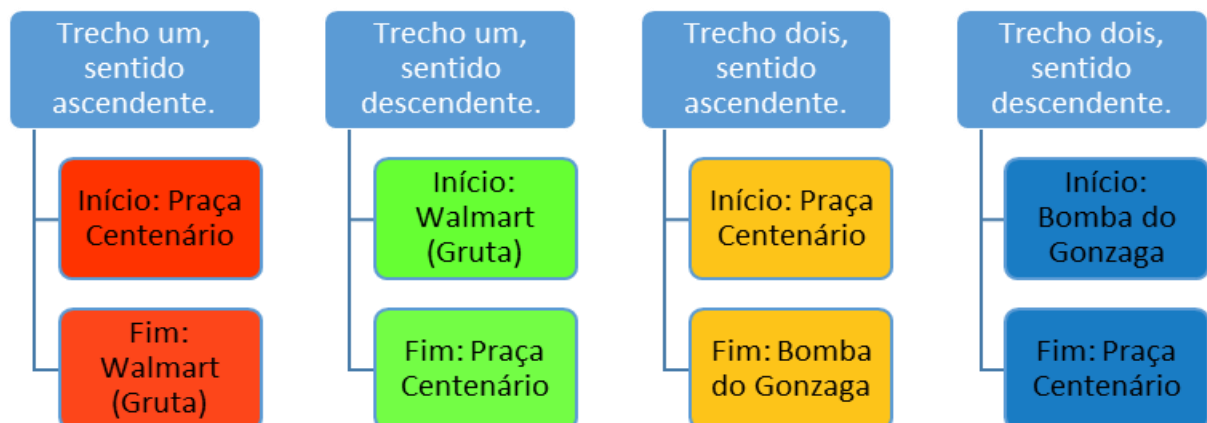 Trecho um,
sentido
ascendente.
Início: Praça
Centenário
Fim:
Walmart
(Gruta)
Trecho um,
sentido
descendente.
Início:
Walmart
(Gruta)
Fim: Praça
Centenário
Trecho dois,
sentido
ascendente.
Início: Praça
Centenário
Fim: Bomba
do Gonzaga
Trecho dois,
sentido
descendente.
Início:
Bomba do
Gonzaga
Fim: Praça
Centenário